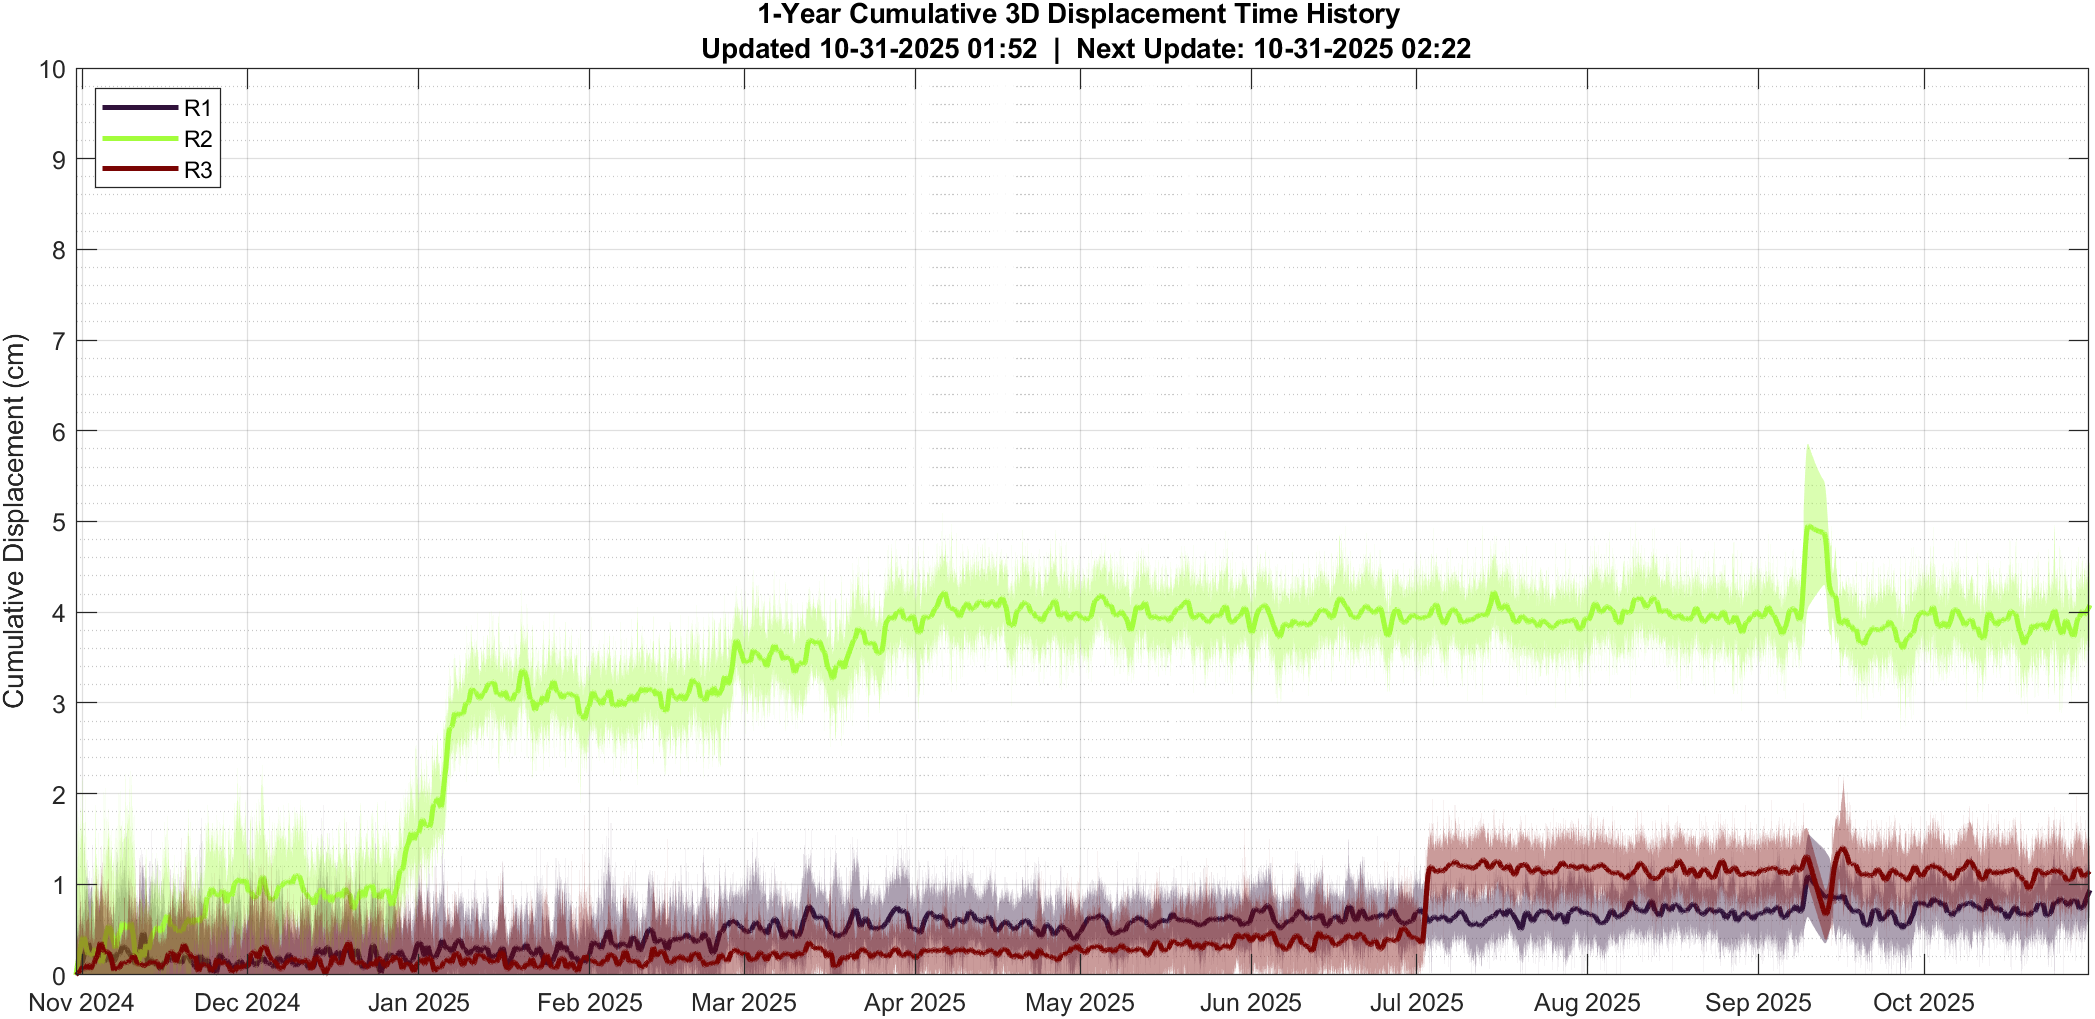 1-Year Cumulative 3D Displacement Time History
Updated 10-31-2025 01:52 | Next Update: 10-31-2025 02:22
R1
R2
R3
Cumulative Displacement (cm)
10
9
8
7
6
5
4
3
2
1
0
Nov 2024 Dec 2024 Jan 2025 Feb 2025 Mar 2025 Apr 2025 May 2025 Jun 2025 Jul 2025 Aug 2025 Sep 2025 Oct 2025